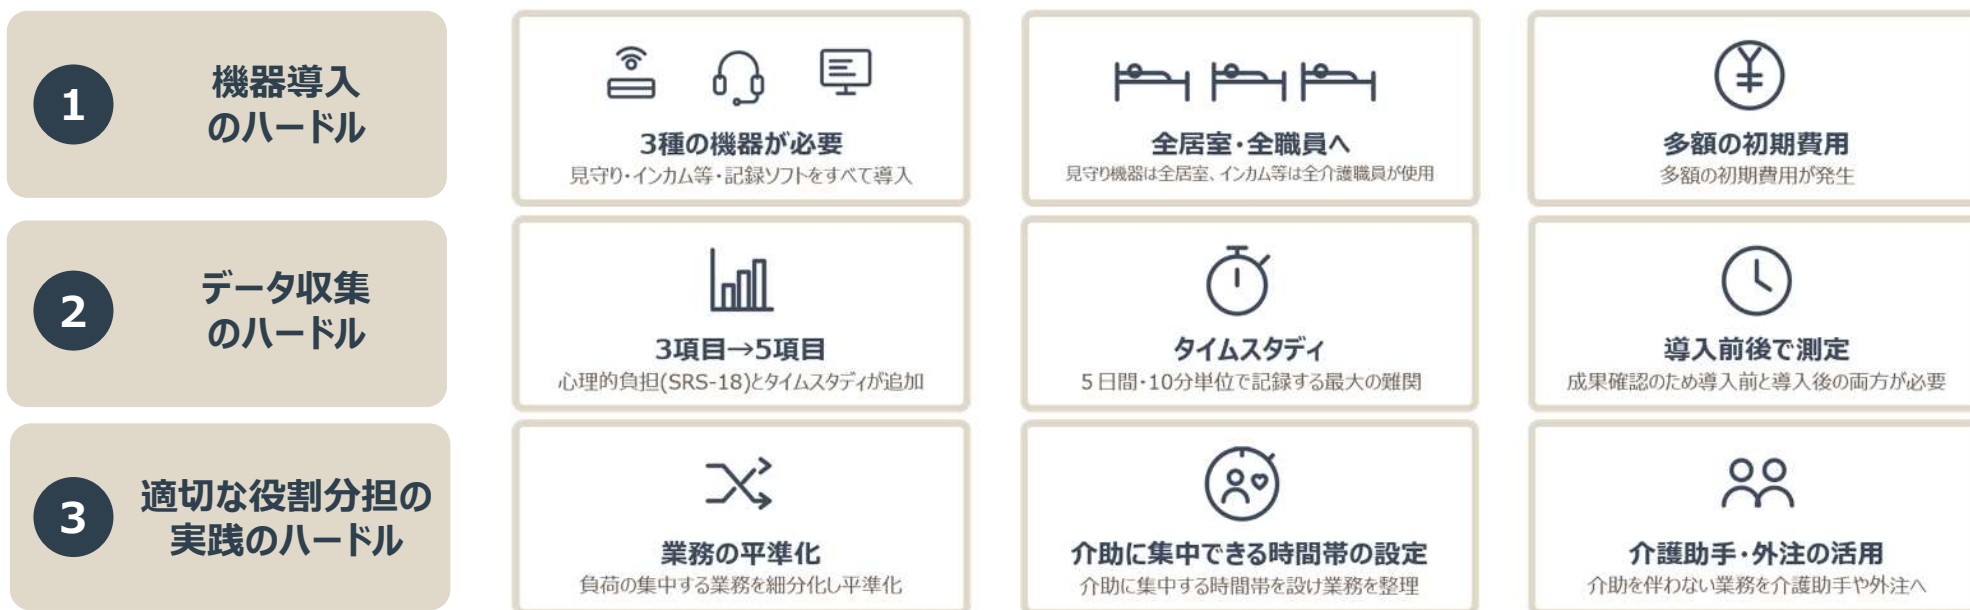 1
機器導入
のハードル
3種の機器が必要
見守り・インカム等・記録ソフトをすべて導入
全居室・全職員へ
見守り機器は全居室、インカム等は全介護職員が使用
¥
多額の初期費用
多額の初期費用が発生
2
データ収集
のハードル
3項目→5項目
心理的負担(SRS-18)とタイムスタディが追加
タイムスタディ
5日間・10分単位で記録する最大の難関
導入前後で測定
成果確認のため導入前と導入後の両方が必要
3
適切な役割分担の
実践のハードル
業務の平準化
負荷の集中する業務を細分化し平準化
介助に集中できる時間帯の設定
介助に集中する時間帯を設け業務を整理
介護助手・外注の活用
介助を伴わない業務を介護助手や外注へ